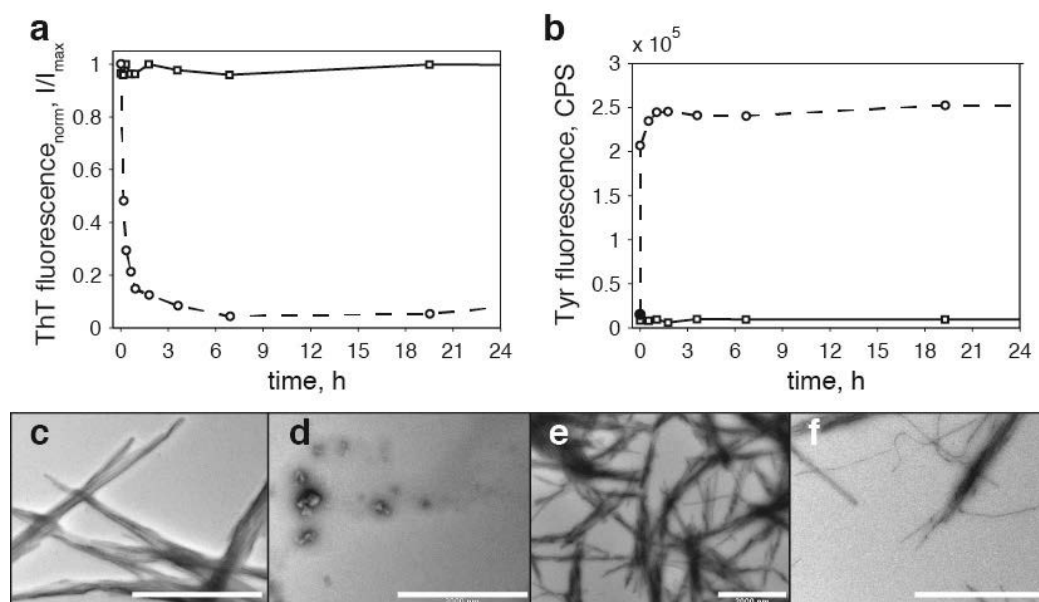 a
ThT fluorescence_norm, I/I_max
1
0.8
0.6
0.4
0.2
0
0 3 6 9 12 15 18 21 24
time, h
b
x 10^5
Tyr fluorescence, CPS
3
2.5
2
1.5
1
0.5
0
0 3 6 9 12 15 18 21 24
time, h
c
d
e
f